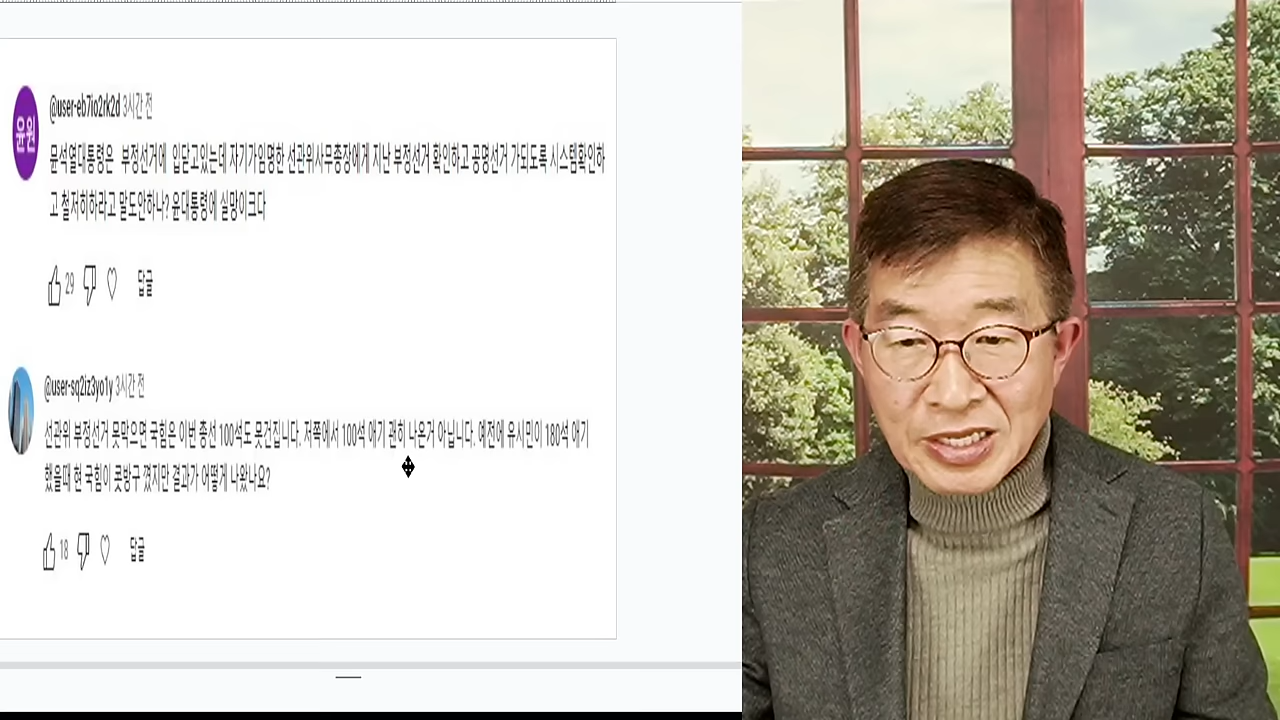 윤원
@user-eb7io2rk2d 3시간 전
윤석열대통령은 부정선거에 입닫고있는데 자기가임명한 선관위사무총장에게 지난 부정선거 확인하고 공명선거 가되도록 시스템확인하
고 철저히하라고 말도안하나? 윤대통령에 실망이크다
29 답글
@user-sq2iz3yo1y 3시간 전
선관위 부정선거 못막으면 국힘은 이번 총선 100석도 못건집니다. 저쪽에서 100석 얘기 괜히 나온거 아닙니다. 예전에 유시민이 180석 얘기
했을때 현 국힘이 콧방구 꼈지만 결과가 어떻게 나왔나요?
18 답글